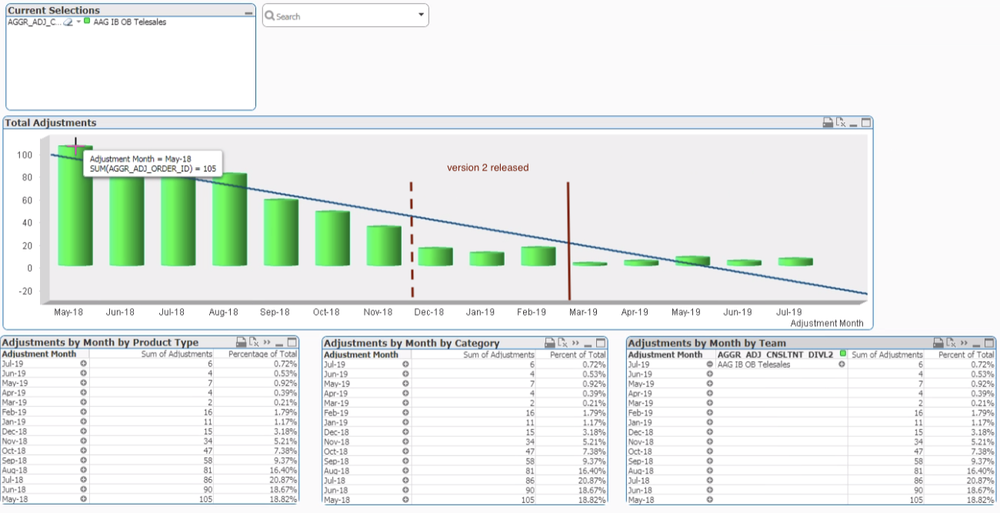 Current Selections
AGGR_ADJ_C... AAG IB OB Telesales
Search
Total Adjustments
Adjustment Month = May-18
SUM(AGGR_ADJ_ORDER_ID) = 105
version 2 released
100
80
60
40
20
0
-20
May-18 Jun-18 Jul-18 Aug-18 Sep-18 Oct-18 Nov-18 Dec-18 Jan-19 Feb-19 Mar-19 Apr-19 May-19 Jun-19 Jul-19
Adjustment Month
Adjustments by Month by Product Type
Adjustment Month Sum of Adjustments Percentage of Total
Jul-19 6 0.72%
Jun-19 4 0.53%
May-19 7 0.92%
Apr-19 4 0.39%
Mar-19 2 0.21%
Feb-19 16 1.79%
Jan-19 11 1.17%
Dec-18 15 3.18%
Nov-18 34 5.21%
Oct-18 47 7.38%
Sep-18 58 9.37%
Aug-18 81 16.40%
Jul-18 86 20.87%
Jun-18 90 18.67%
May-18 105 18.82%
Adjustments by Month by Category
Adjustment Month Sum of Adjustments Percent of Total
Jul-19 6 0.72%
Jun-19 4 0.53%
May-19 7 0.92%
Apr-19 4 0.39%
Mar-19 2 0.21%
Feb-19 16 1.79%
Jan-19 11 1.17%
Dec-18 15 3.18%
Nov-18 34 5.21%
Oct-18 47 7.38%
Sep-18 58 9.37%
Aug-18 81 16.40%
Jul-18 86 20.87%
Jun-18 90 18.67%
May-18 105 18.82%
Adjustments by Month by Team
Adjustment Month AGGR_ADJ_CNSLTNT_DIVL2 Sum of Adjustments Percent of Total
Jul-19 AAG IB OB Telesales 6 0.72%
Jun-19 4 0.53%
May-19 7 0.92%
Apr-19 4 0.39%
Mar-19 2 0.21%
Feb-19 16 1.79%
Jan-19 11 1.17%
Dec-18 15 3.18%
Nov-18 34 5.21%
Oct-18 47 7.38%
Sep-18 58 9.37%
Aug-18 81 16.40%
Jul-18 86 20.87%
Jun-18 90 18.67%
May-18 105 18.82%